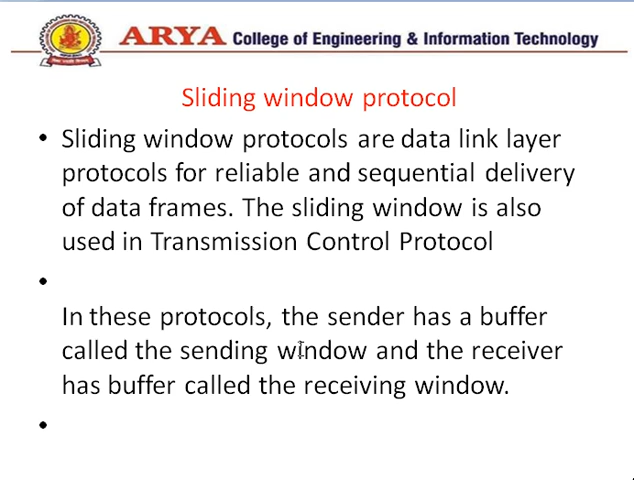 ARYA College of Engineering & Information Technology
Sliding window protocol
• Sliding window protocols are data link layer
protocols for reliable and sequential delivery
of data frames. The sliding window is also
used in Transmission Control Protocol
•
In these protocols, the sender has a buffer
called the sending window and the receiver
has buffer called the receiving window.
•